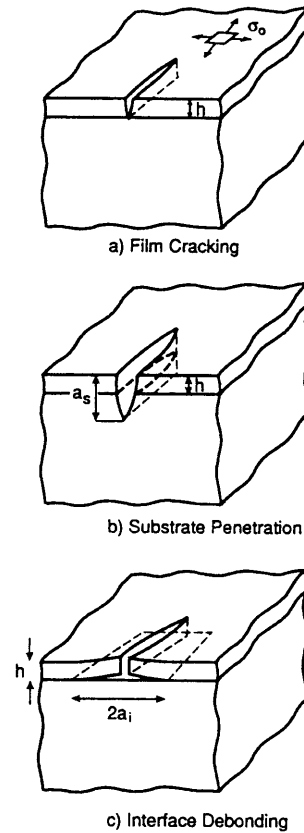 σₒ
h
a) Film Cracking
aₛ
h
b) Substrate Penetration
h
2aᵢ
c) Interface Debonding